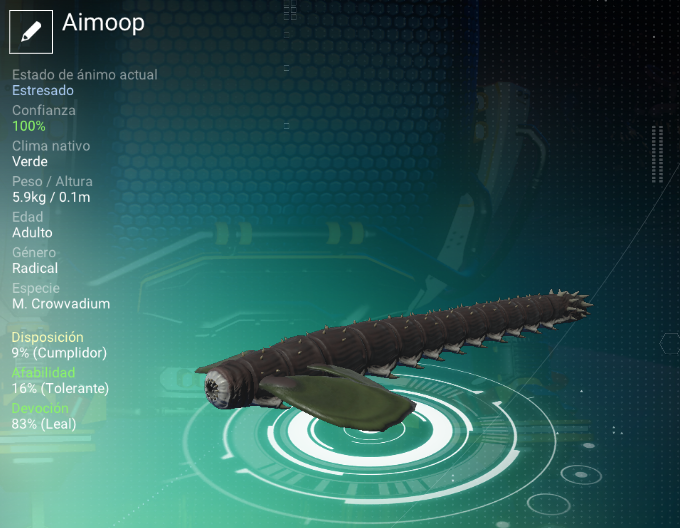 Aimoop
Estado de ánimo actual
Estresado
Confianza
100%
Clima nativo
Verde
Peso / Altura
5.9kg / 0.1m
Edad
Adulto
Género
Radical
Especie
M. Crowvadium
Disposición
9% (Cumplidor)
Afabilidad
16% (Tolerante)
Devoción
83% (Leal)